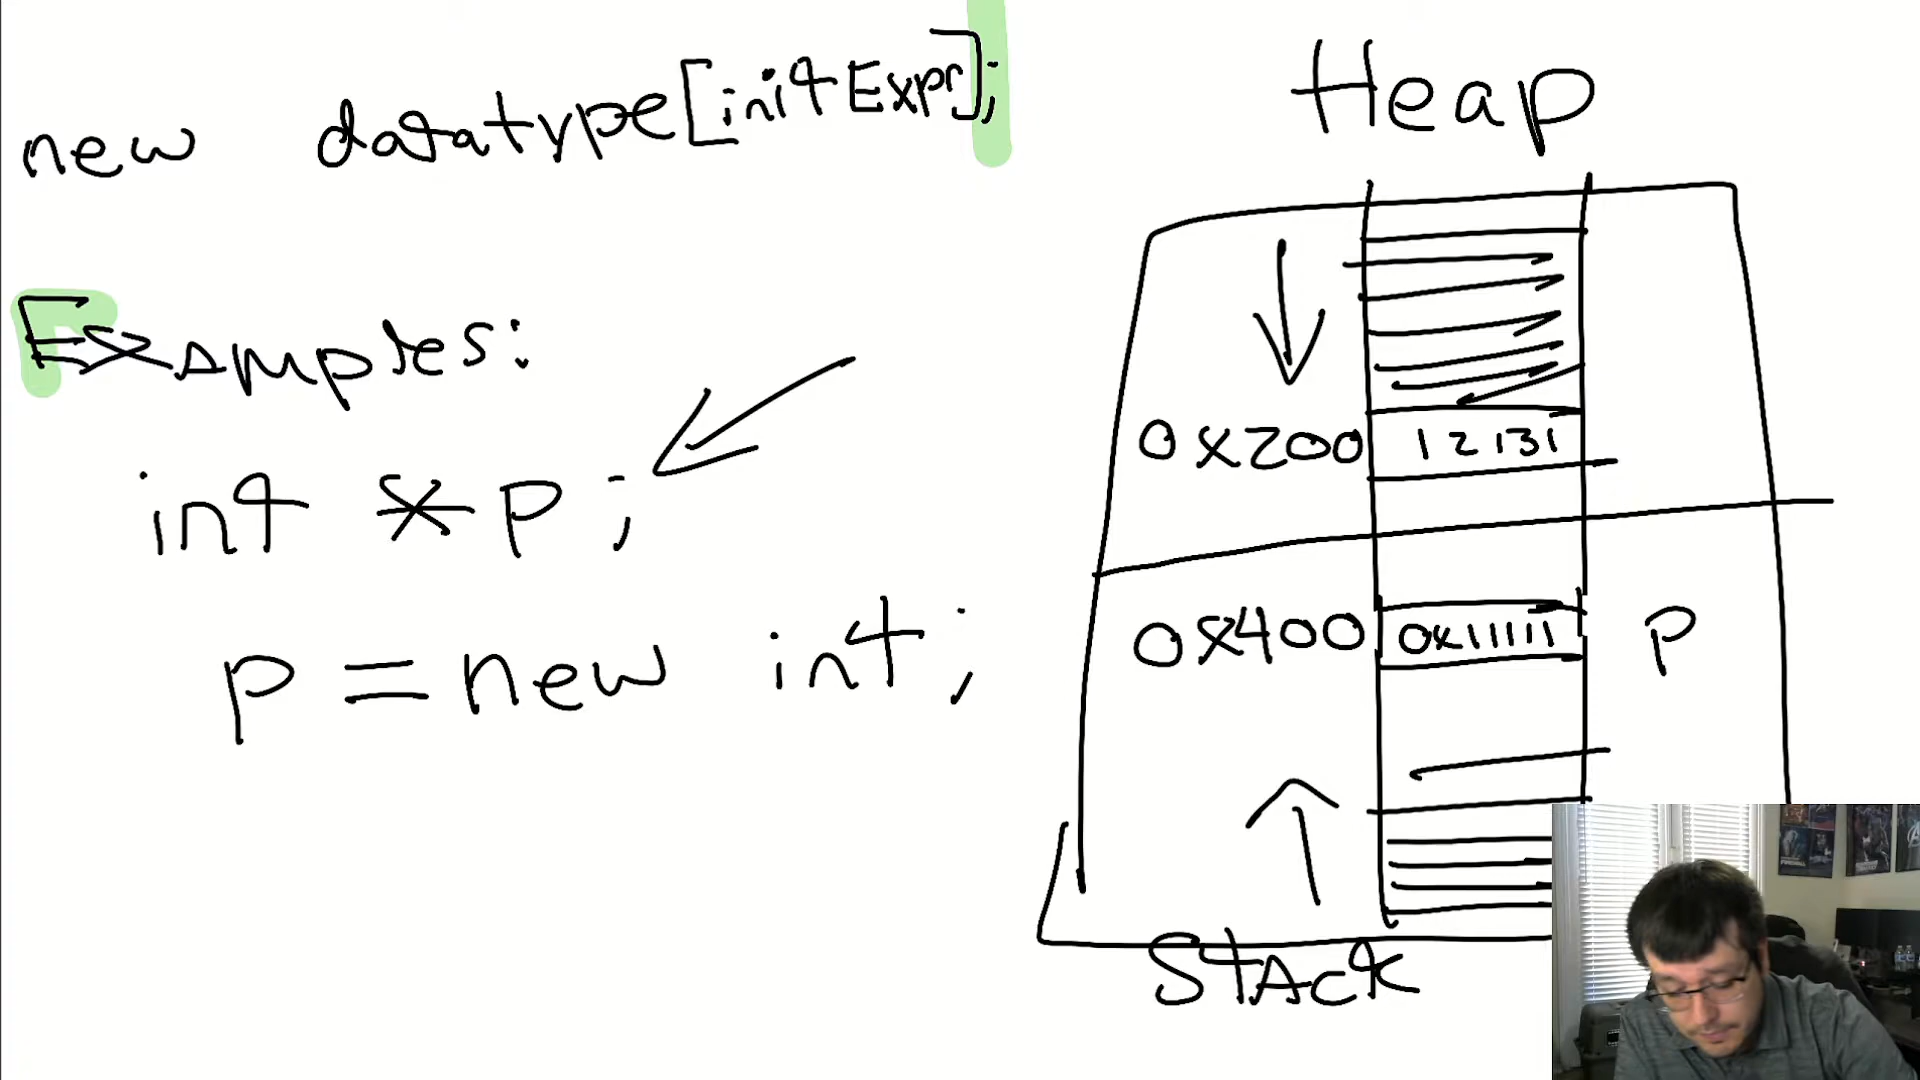 new datatype[initExpr];
Examples:
int *p;
p = new int;
Heap
0x200 12131
0x400 0x11111 p
STACK